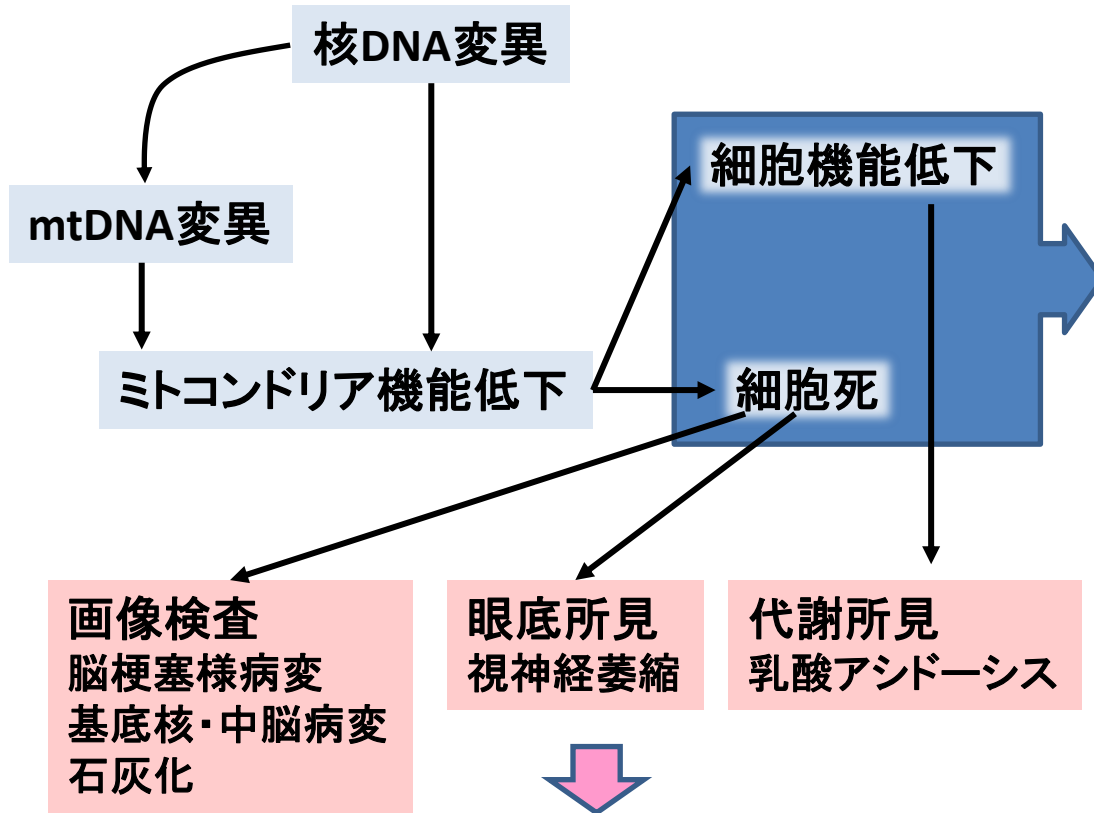 核DNA変異
細胞機能低下
mtDNA変異
ミトコンドリア機能低下
細胞死
画像検査
脳梗塞様病変
基底核・中脳病変
石灰化
眼底所見
視神経萎縮
代謝所見
乳酸アシドーシス